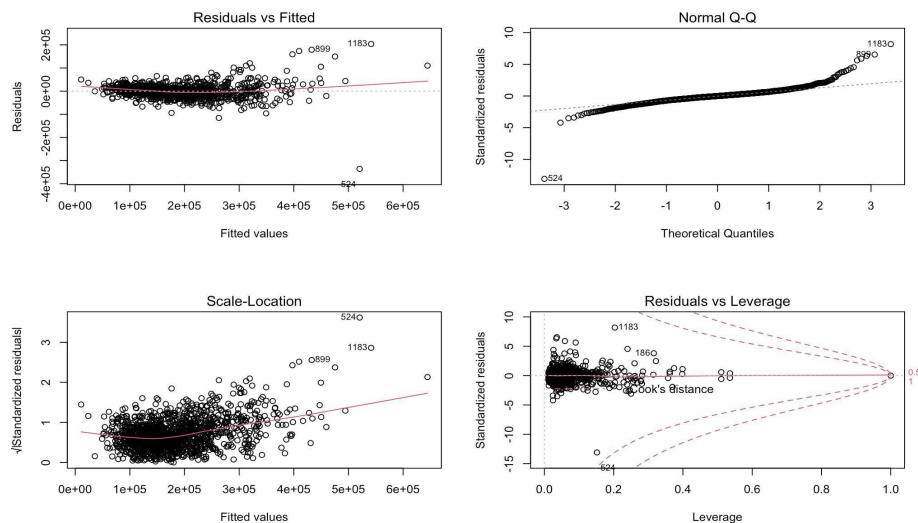 Residuals vs Fitted
Residuals
-4e+05 -2e+05 0e+00 2e+05
1183
899
524
0e+00 1e+05 2e+05 3e+05 4e+05 5e+05 6e+05
Fitted values
Normal Q-Q
Standardized residuals
-10 -5 0 5 10
1183
899
524
-3 -2 -1 0 1 2 3
Theoretical Quantiles
Scale-Location
√|Standardized residuals|
0 1 2 3
524
1183
899
0e+00 1e+05 2e+05 3e+05 4e+05 5e+05 6e+05
Fitted values
Residuals vs Leverage
Standardized residuals
-15 -10 -5 0 5 10
1183
186
Cook's distance
524
0.5
1
0.0 0.2 0.4 0.6 0.8 1.0
Leverage